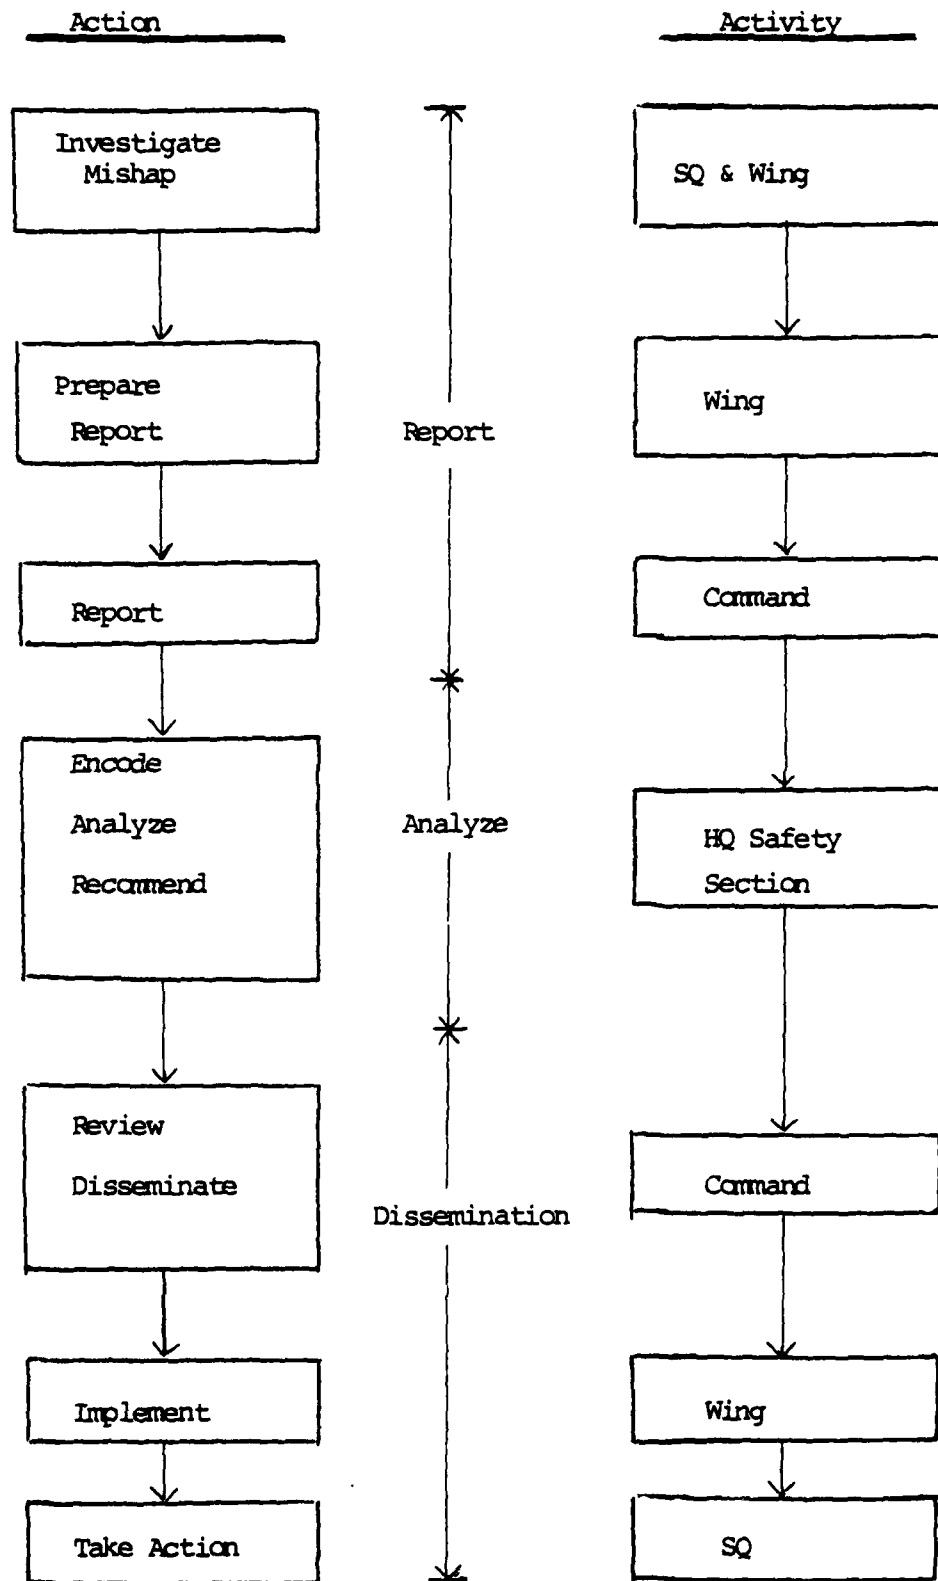 Action
Activity
Investigate
Mishap
SQ & Wing
Prepare
Report
Wing
Report
Report
Command
Encode
Analyze
Recommend
Analyze
HQ Safety
Section
Review
Disseminate
Dissemination
Command
Implement
Wing
Take Action
SQ